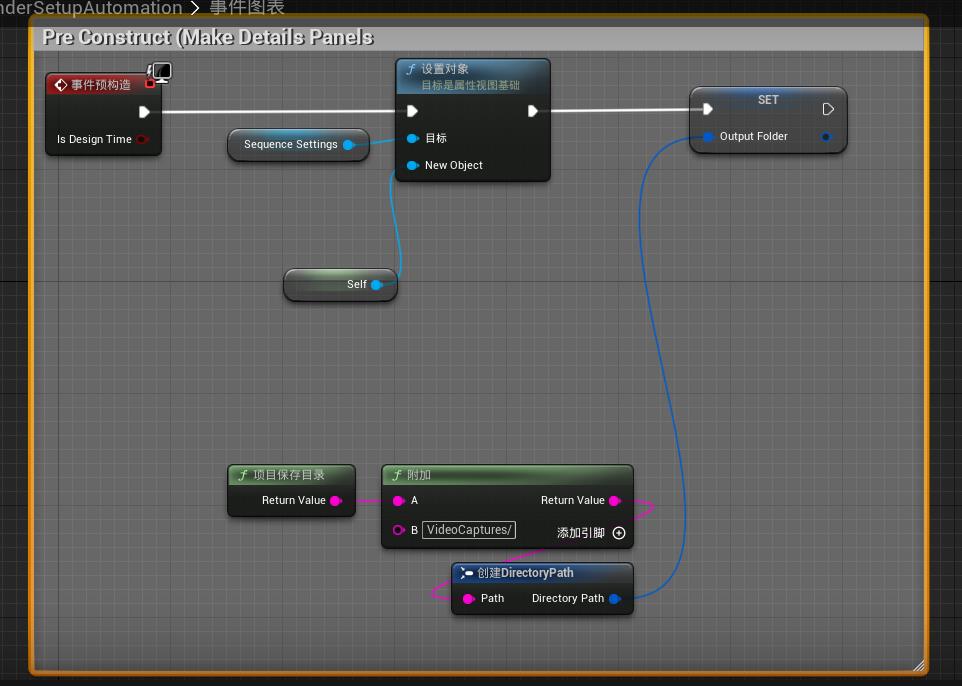 nderSetupAutomation > 事件图表
Pre Construct (Make Details Panels
事件预构造
Is Design Time
Sequence Settings
设置对象
目标是属性视图基础
目标
New Object
SET
Output Folder
Self
项目保存目录
Return Value
附加
A
Return Value
B VideoCaptures/
添加引脚
创建DirectoryPath
Path
Directory Path